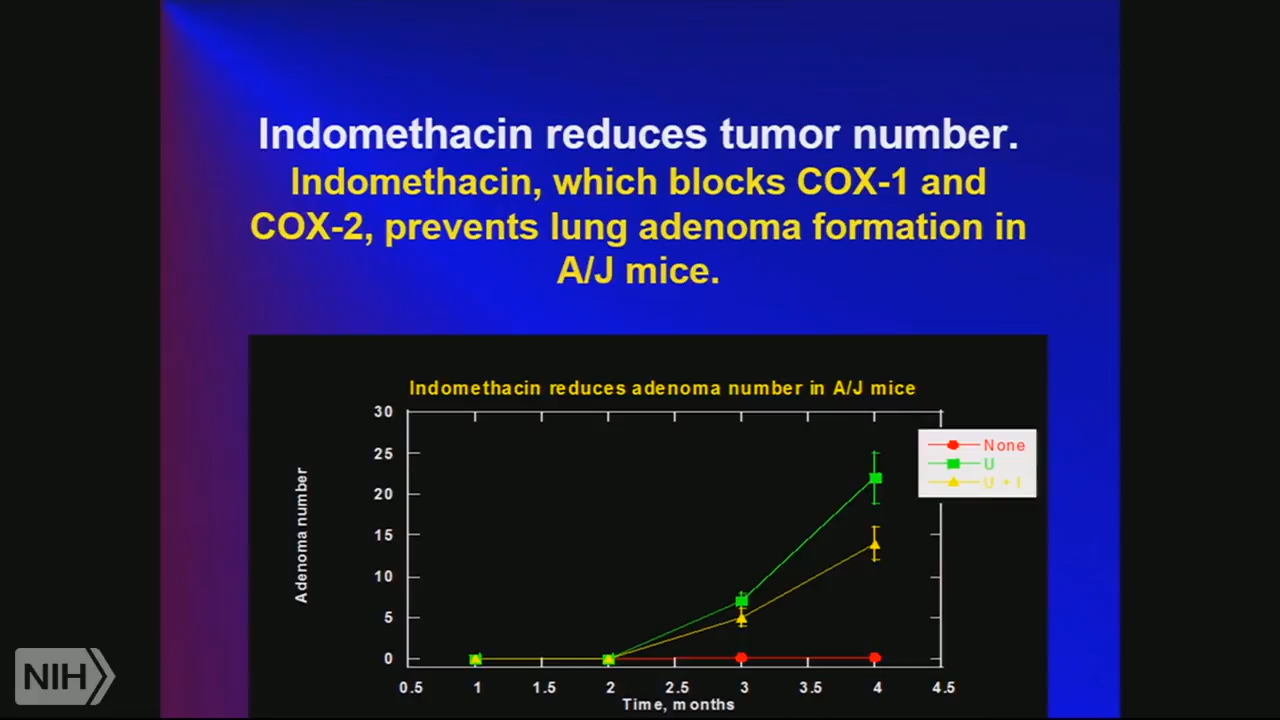 Indomethacin reduces tumor number.
Indomethacin, which blocks COX-1 and
COX-2, prevents lung adenoma formation in
A/J mice.
Indomethacin reduces adenoma number in A/J mice
30
25
20
15
10
5
0
Adenoma number
None
U
U + I
0.5 1 1.5 2 2.5 3 3.5 4 4.5
Time, months
NIH